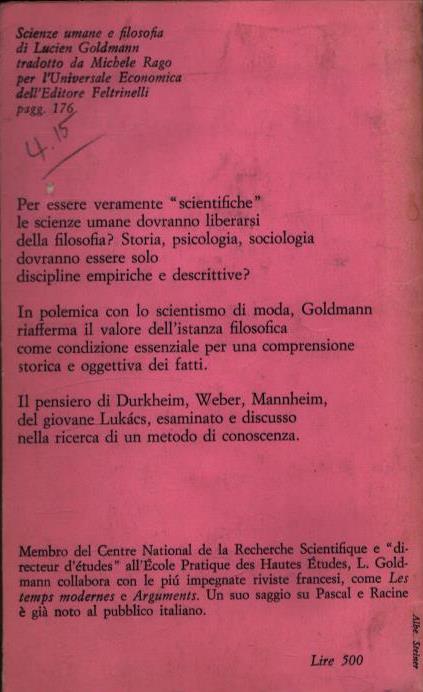 Scienze umane e filosofia
di Lucien Goldmann
tradotto da Michele Rago
per l'Universale Economica
dell'Editore Feltrinelli
pagg. 176
4.15
Per essere veramente "scientifiche"
le scienze umane dovranno liberarsi
della filosofia? Storia, psicologia, sociologia
dovranno essere solo
discipline empiriche e descrittive?
In polemica con lo scientismo di moda, Goldmann
riafferma il valore dell'istanza filosofica
come condizione essenziale per una comprensione
storica e oggettiva dei fatti.
Il pensiero di Durkheim, Weber, Mannheim,
del giovane Lukács, esaminato e discusso
nella ricerca di un metodo di conoscenza.
Membro del Centre National de la Recherche Scientifique e "di-
recteur d'études" all'École Pratique des Hautes Études, L. Gold-
mann collabora con le piú impegnate riviste francesi, come Les
temps modernes e Arguments. Un suo saggio su Pascal e Racine
è già noto al pubblico italiano.
Albe Steiner
Lire 500